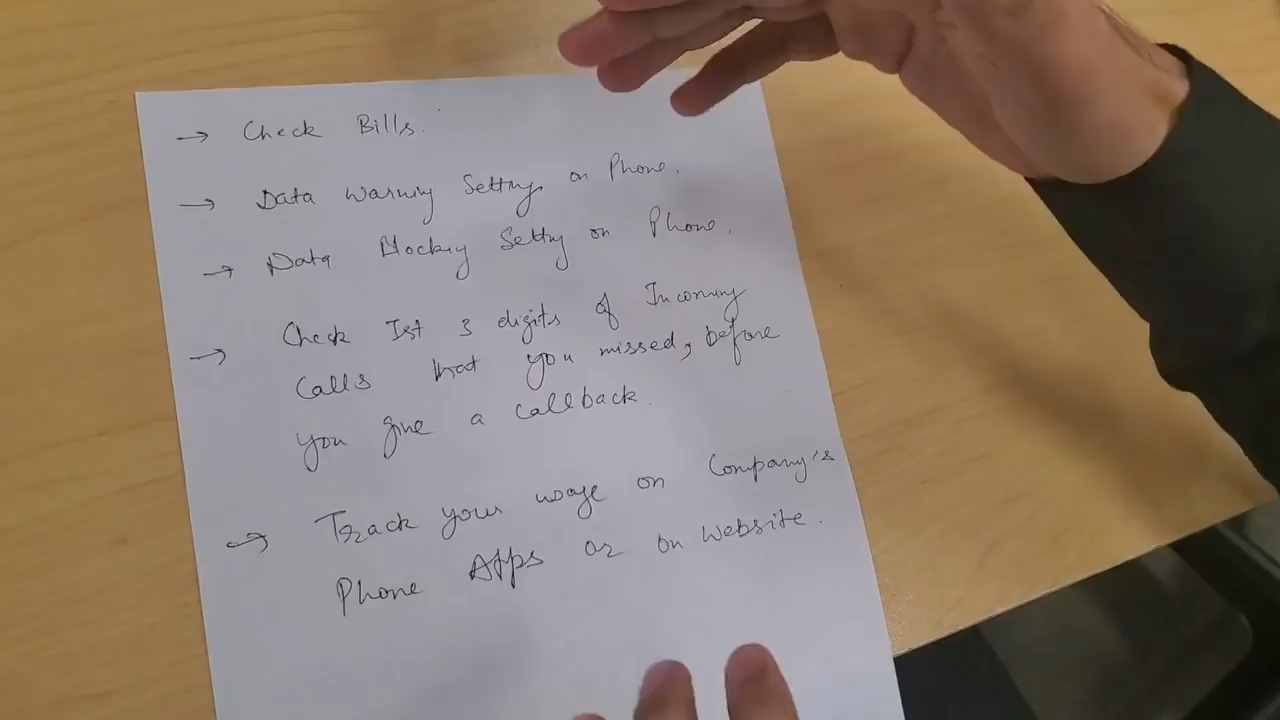 → Check Bills.
→ Data Warning Setting on Phone.
→ Data Blocking Setting on Phone.
→ Check Ist 3 digits of Incoming
Calls that you missed, before
you give a callback.
→ Track your usage on Company's
Phone Apps or on website.